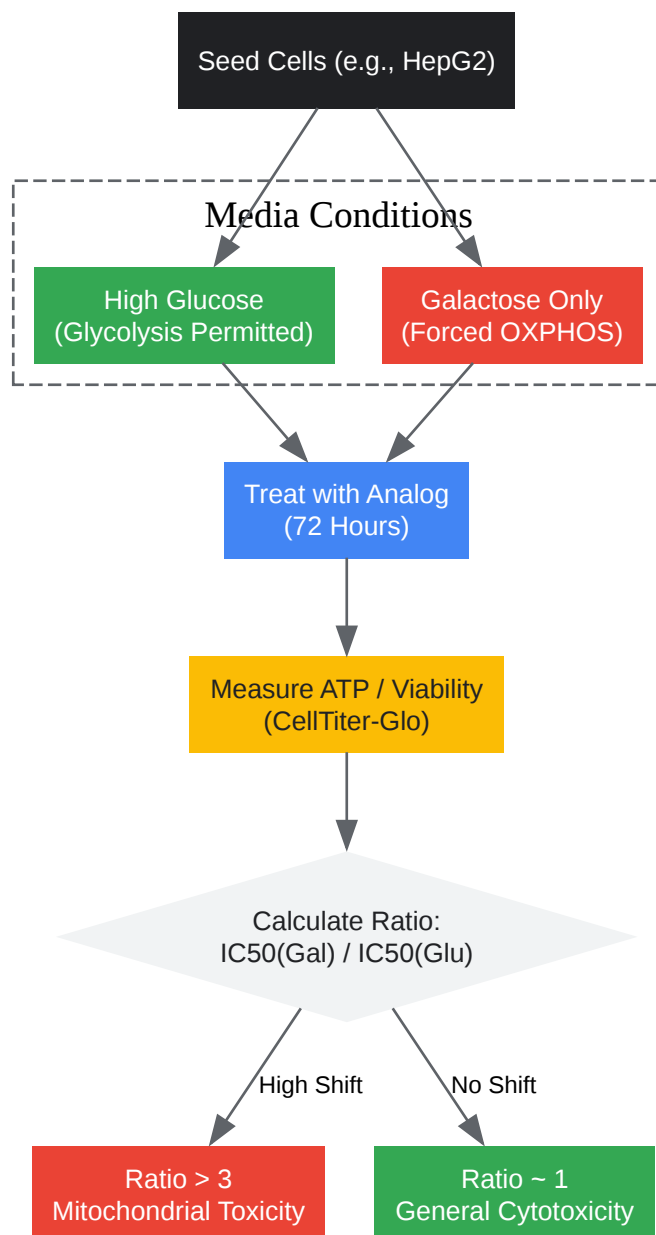 Seed Cells (e.g., HepG2)
Media Conditions
High Glucose
(Glycolysis Permitted)
Galactose Only
(Forced OXPHOS)
Treat with Analog
(72 Hours)
Measure ATP / Viability
(CellTiter-Glo)
Calculate Ratio:
IC50(Gal) / IC50(Glu)
High Shift
No Shift
Ratio > 3
Mitochondrial Toxicity
Ratio ~ 1
General Cytotoxicity